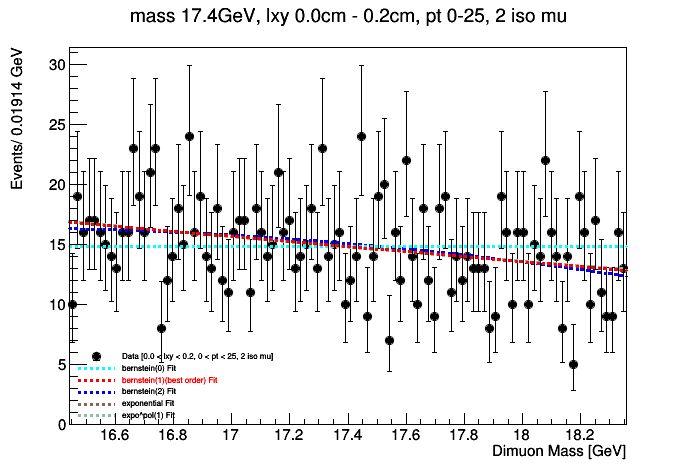 mass 17.4GeV, lxy 0.0cm - 0.2cm, pt 0-25, 2 iso mu
Events/ 0.01914 GeV
30
25
20
15
10
5
0
Data [0.0 < lxy < 0.2, 0 < pt < 25, 2 iso mu]
bernstein(0) Fit
bernstein(1)(best order) Fit
bernstein(2) Fit
exponential Fit
expo*pol(1) Fit
16.6 16.8 17 17.2 17.4 17.6 17.8 18 18.2
Dimuon Mass [GeV]